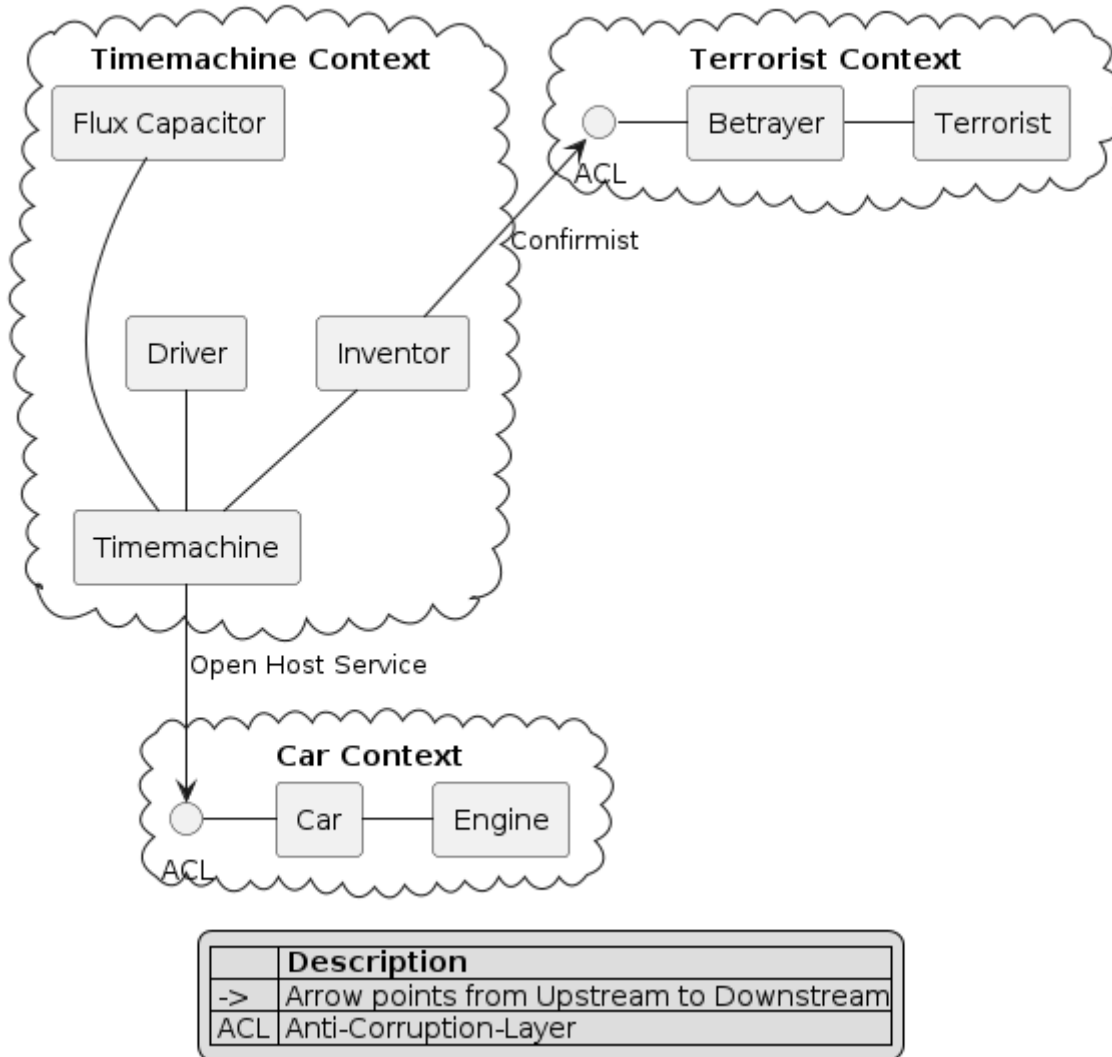 Timemachine Context
Terrorist Context
Flux Capacitor
Betrayer
Terrorist
ACL
Confirmist
Driver
Inventor
Timemachine
Open Host Service
Car Context
Car
Engine
ACL
Description
-> Arrow points from Upstream to Downstream
ACL Anti-Corruption-Layer